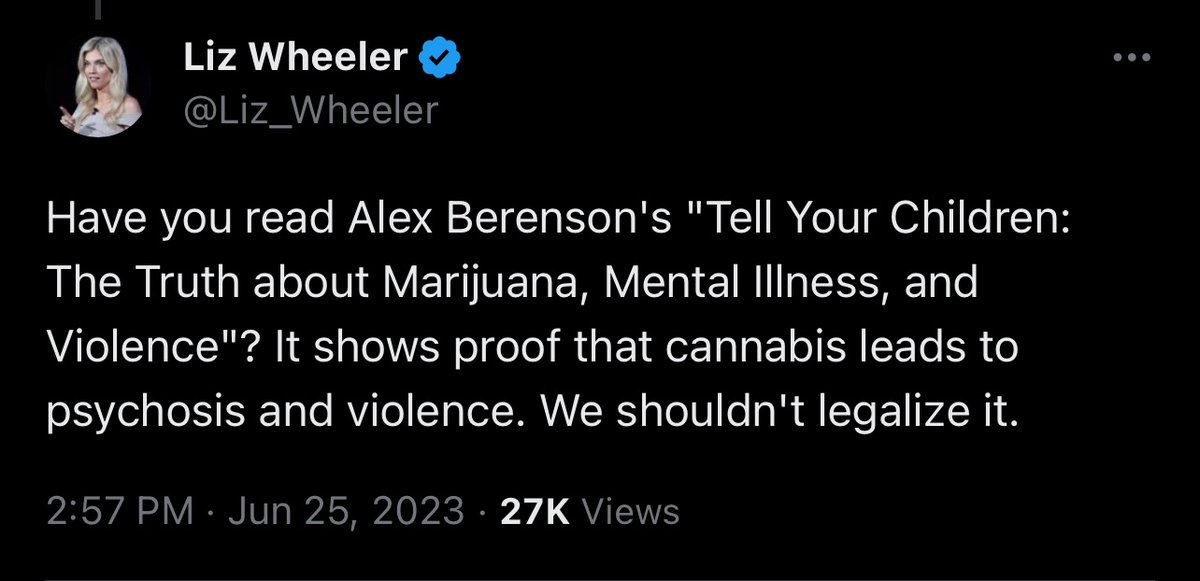 Liz Wheeler
@Liz_Wheeler
Have you read Alex Berenson's "Tell Your Children:
The Truth about Marijuana, Mental Illness, and
Violence"? It shows proof that cannabis leads to
psychosis and violence. We shouldn't legalize it.
2:57 PM · Jun 25, 2023 · 27K Views